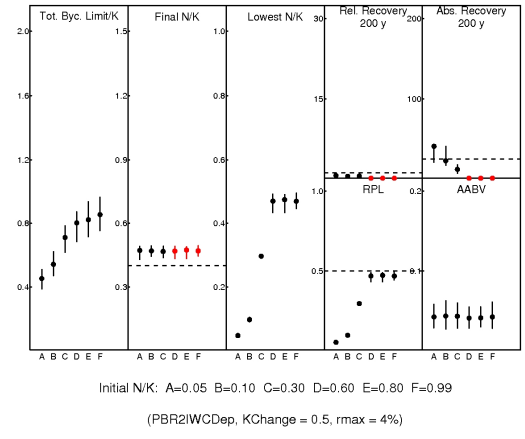 Tot. Byc. Limit/K Final N/K Lowest N/K Rel. Recovery 200 y Abs. Recovery 200 y
2.0 1.5 1.0 30 200
1.6 1.2 0.8 15 100
1.2 0.9 0.6 1.0 RPL 0.2 AABV
0.8 0.6 0.4
0.4 0.3 0.2 0.5 0.1
A B C D E F A B C D E F A B C D E F A B C D E F A B C D E F
Initial N/K: A=0.05 B=0.10 C=0.30 D=0.60 E=0.80 F=0.99
(PBR2IWCDep, KChange = 0.5, rmax = 4%)